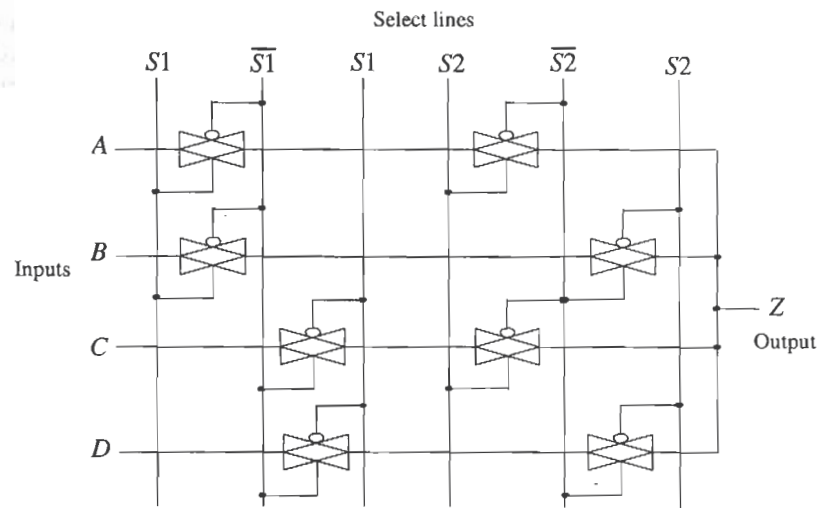 Select lines
S1 S̅1̅ S1 S2 S̅2̅ S2
A
B
Inputs
Z
C
Output
D